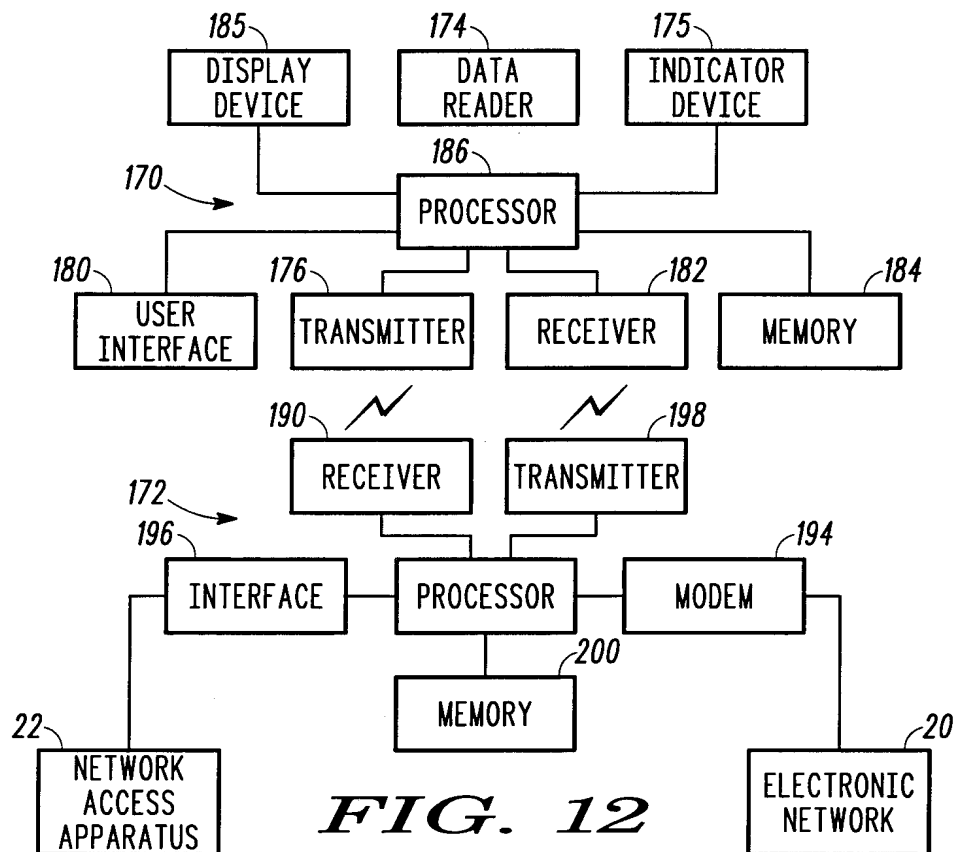 185
174
175
DISPLAY
DEVICE
DATA
READER
INDICATOR
DEVICE
186
170
PROCESSOR
180
176
182
184
USER
INTERFACE
TRANSMITTER
RECEIVER
MEMORY
190
198
RECEIVER
TRANSMITTER
172
196
194
INTERFACE
PROCESSOR
MODEM
200
MEMORY
22
20
NETWORK
ACCESS
APPARATUS
ELECTRONIC
NETWORK
FIG. 12